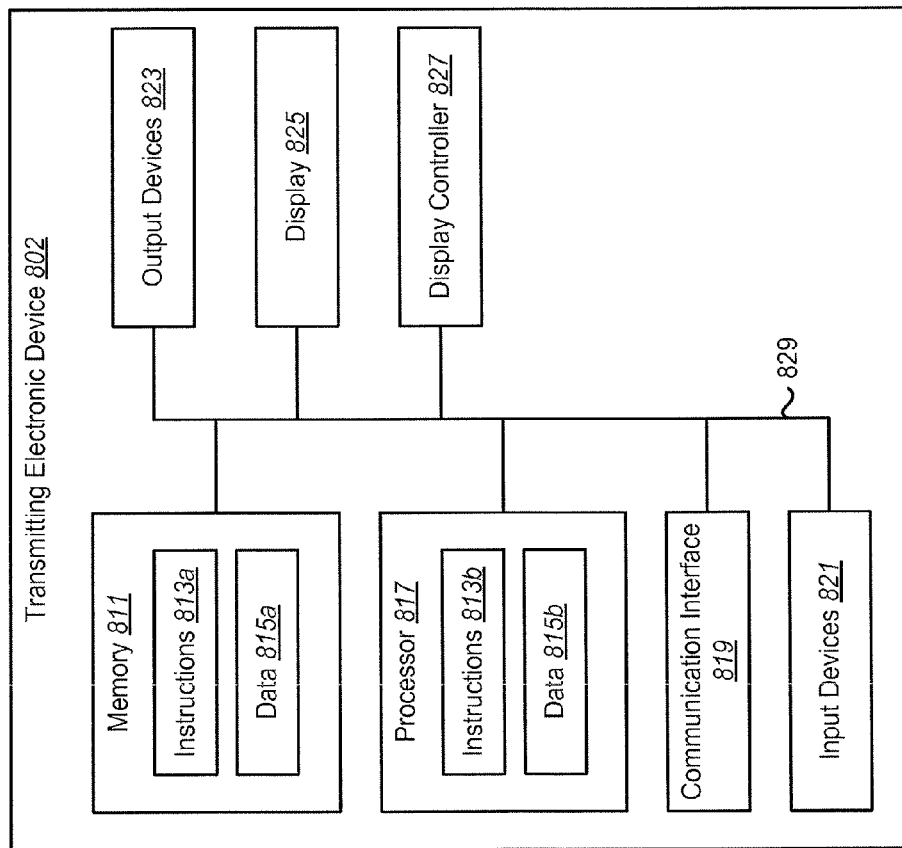 Transmitting Electronic Device 802
Memory 811
Instructions 813a
Data 815a
Processor 817
Instructions 813b
Data 815b
Communication Interface
819
Input Devices 821
Output Devices 823
Display 825
Display Controller 827
829